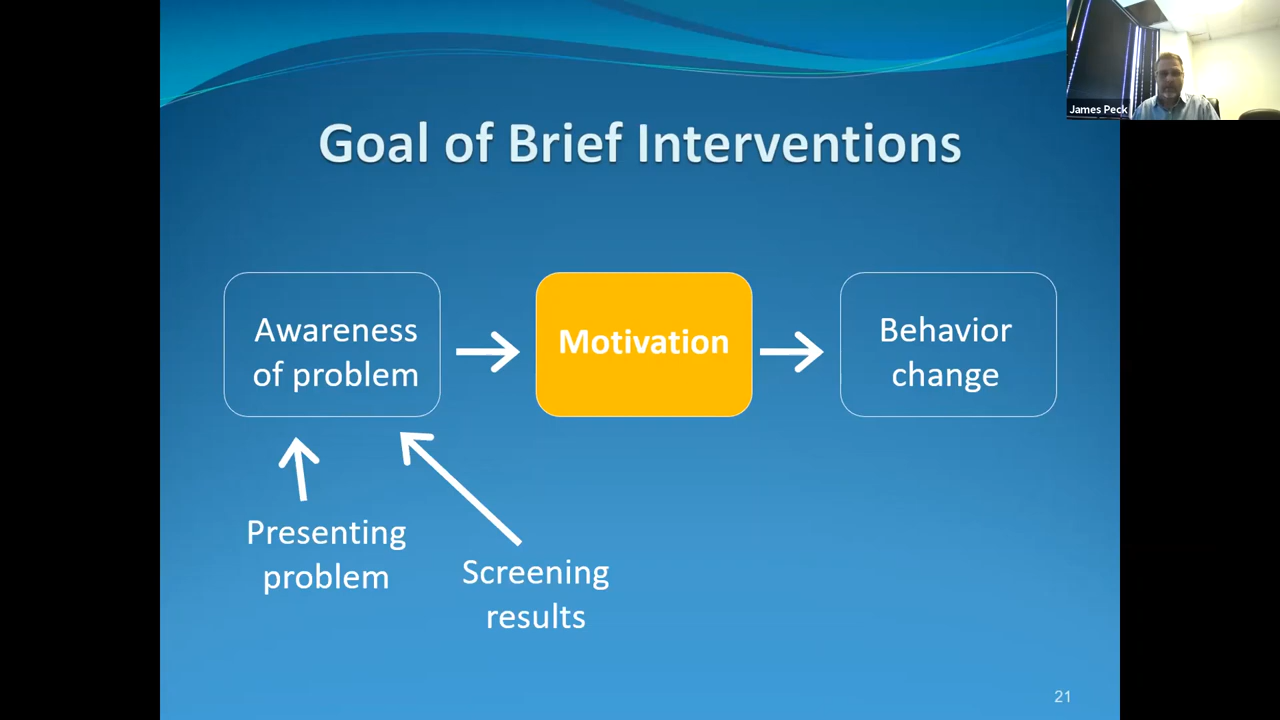 James Peck
Goal of Brief Interventions
Awareness
of problem
Motivation
Behavior
change
Presenting
problem
Screening
results
21